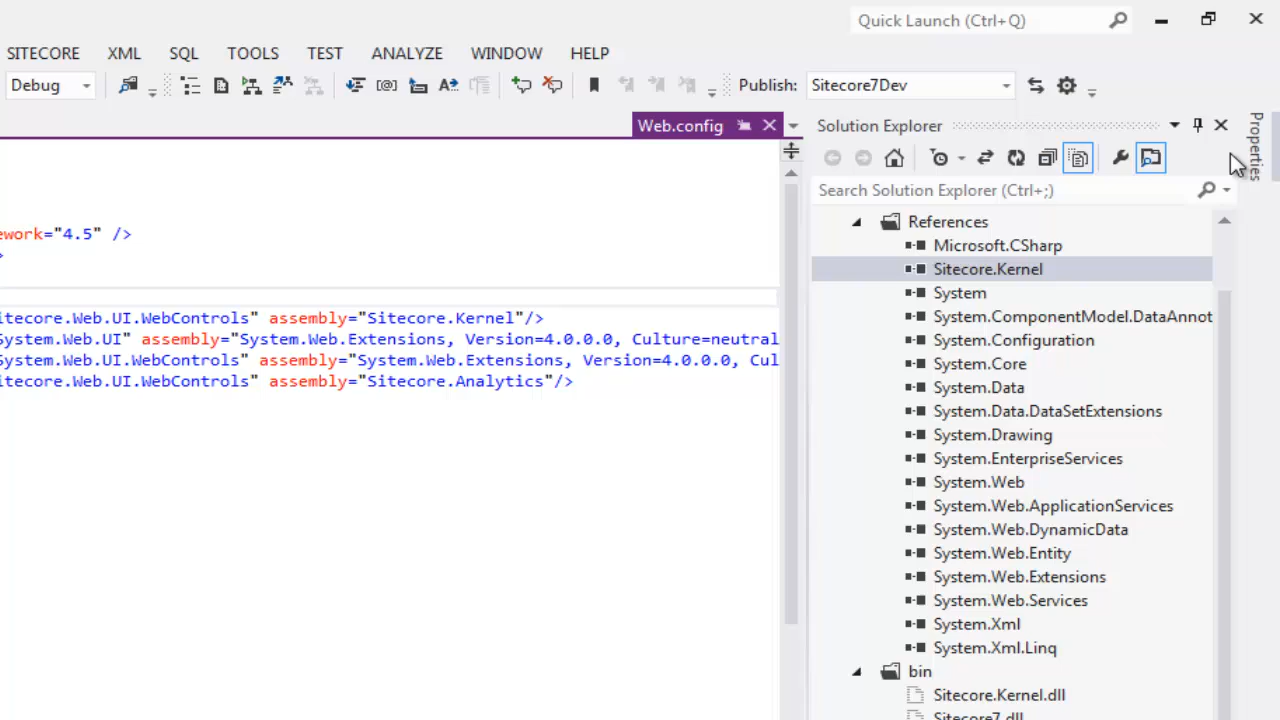 Quick Launch (Ctrl+Q)
SITECORE XML SQL TOOLS TEST ANALYZE WINDOW HELP
Debug Publish: Sitecore7Dev
Web.config
Solution Explorer
Properties
Search Solution Explorer (Ctrl+;)
ework="4.5" />
>
itecore.Web.UI.WebControls" assembly="Sitecore.Kernel"/>
System.Web.UI" assembly="System.Web.Extensions, Version=4.0.0.0, Culture=neutral
System.Web.UI.WebControls" assembly="System.Web.Extensions, Version=4.0.0.0, Cul
itecore.Web.UI.WebControls" assembly="Sitecore.Analytics"/>
References
Microsoft.CSharp
Sitecore.Kernel
System
System.ComponentModel.DataAnnot
System.Configuration
System.Core
System.Data
System.Data.DataSetExtensions
System.Drawing
System.EnterpriseServices
System.Web
System.Web.ApplicationServices
System.Web.DynamicData
System.Web.Entity
System.Web.Extensions
System.Web.Services
System.Xml
System.Xml.Linq
bin
Sitecore.Kernel.dll
Sitecore7.dll